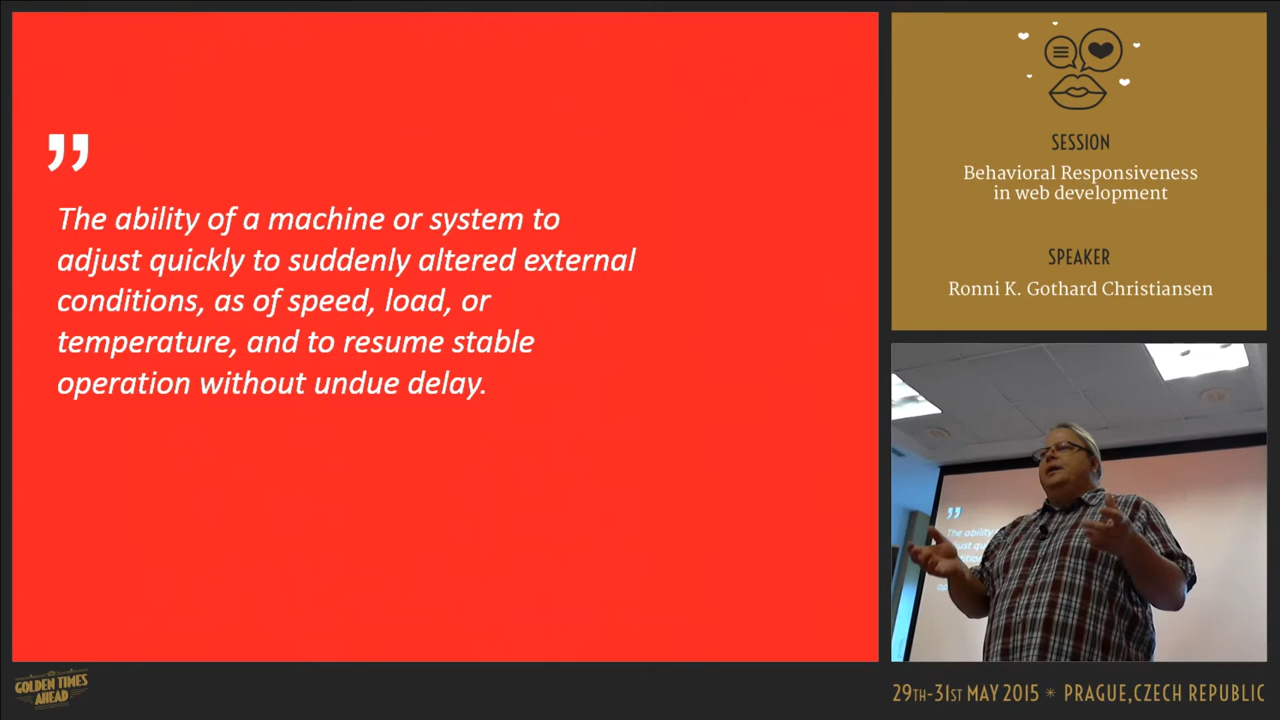 ”
The ability of a machine or system to
adjust quickly to suddenly altered external
conditions, as of speed, load, or
temperature, and to resume stable
operation without undue delay.
SESSION
Behavioral Responsiveness
in web development
SPEAKER
Ronni K. Gothard Christiansen
”
The ability
GOLDEN TIMES
AHEAD
29TH-31ST MAY 2015 * PRAGUE,CZECH REPUBLIC